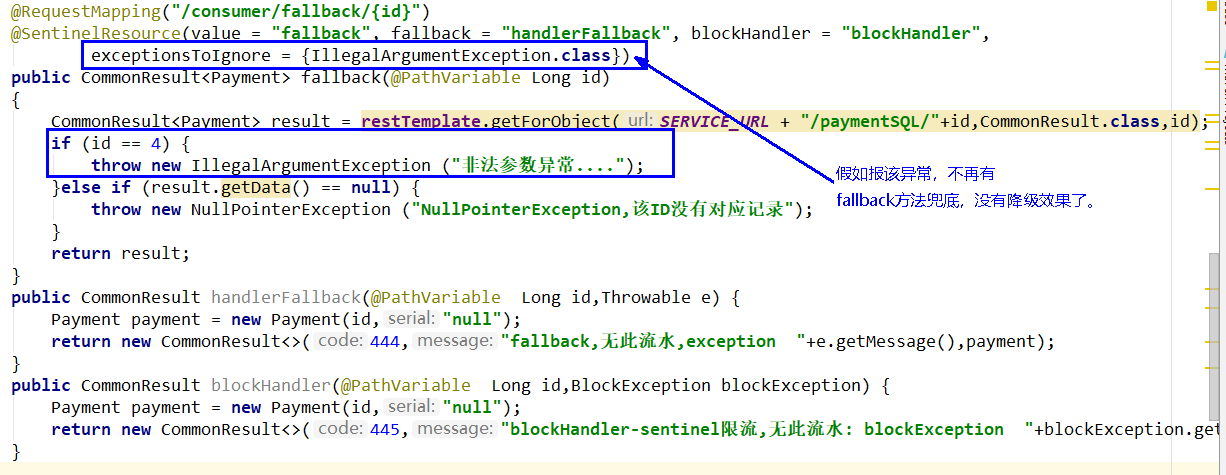 @RequestMapping("/consumer/fallback/{id}")
@SentinelResource(value = "fallback", fallback = "handlerFallback", blockHandler = "blockHandler",
exceptionsToIgnore = {IllegalArgumentException.class})
public CommonResult<Payment> fallback(@PathVariable Long id)
{
CommonResult<Payment> result = restTemplate.getForObject( url: SERVICE_URL + "/paymentSQL/"+id,CommonResult.class,id);
if (id == 4) {
throw new IllegalArgumentException ("非法参数异常....");
}else if (result.getData() == null) {
throw new NullPointerException ("NullPointerException,该ID没有对应记录");
}
return result;
}
假如报该异常，不再有
fallback方法兜底，没有降级效果了。
public CommonResult handlerFallback(@PathVariable  Long id,Throwable e) {
Payment payment = new Payment(id, serial: "null");
return new CommonResult<>( code: 444, message: "fallback,无此流水,exception  "+e.getMessage(),payment);
}
public CommonResult blockHandler(@PathVariable  Long id,BlockException blockException) {
Payment payment = new Payment(id, serial: "null");
return new CommonResult<>( code: 445, message: "blockHandler-sentinel限流,无此流水: blockException  "+blockException.get
}